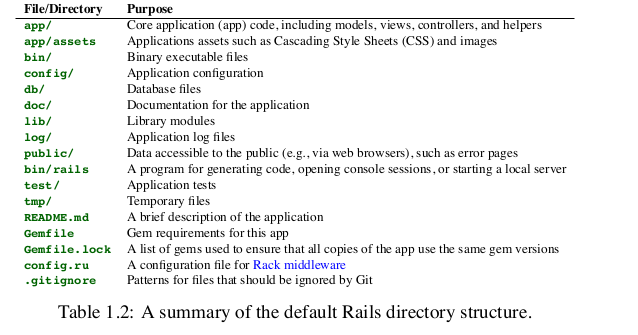 File/Directory Purpose
app/ Core application (app) code, including models, views, controllers, and helpers
app/assets Applications assets such as Cascading Style Sheets (CSS) and images
bin/ Binary executable files
config/ Application configuration
db/ Database files
doc/ Documentation for the application
lib/ Library modules
log/ Application log files
public/ Data accessible to the public (e.g., via web browsers), such as error pages
bin/rails A program for generating code, opening console sessions, or starting a local server
test/ Application tests
tmp/ Temporary files
README.md A brief description of the application
Gemfile Gem requirements for this app
Gemfile.lock A list of gems used to ensure that all copies of the app use the same gem versions
config.ru A configuration file for Rack middleware
.gitignore Patterns for files that should be ignored by Git
Table 1.2: A summary of the default Rails directory structure.